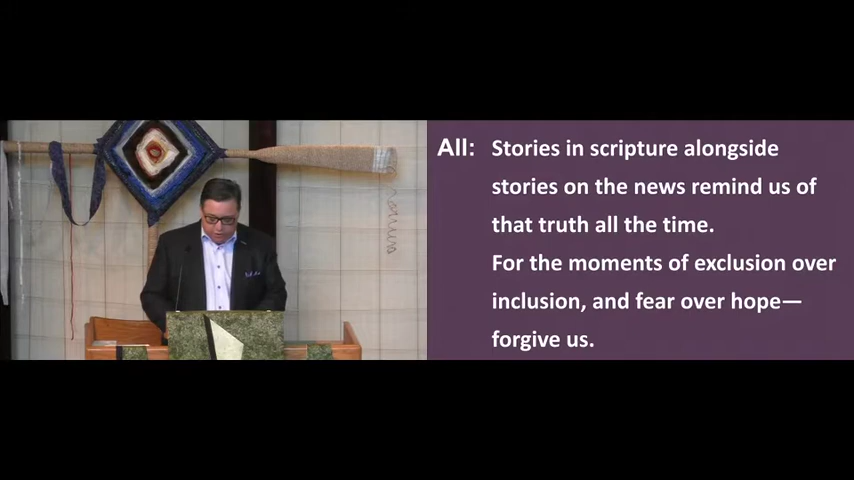 All: Stories in scripture alongside
stories on the news remind us of
that truth all the time.
For the moments of exclusion over
inclusion, and fear over hope—
forgive us.